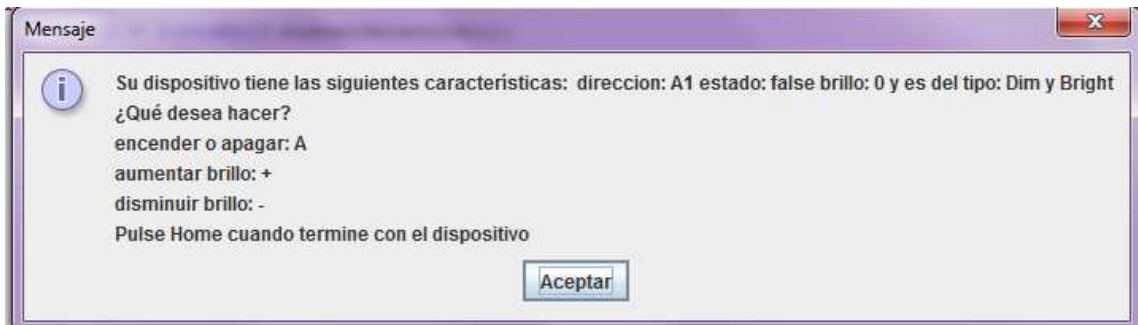 Mensaje
Su dispositivo tiene las siguientes características:  direccion: A1 estado: false brillo: 0 y es del tipo: Dim y Bright
¿Qué desea hacer?
encender o apagar: A
aumentar brillo: +
disminuir brillo: -
Pulse Home cuando termine con el dispositivo
Aceptar